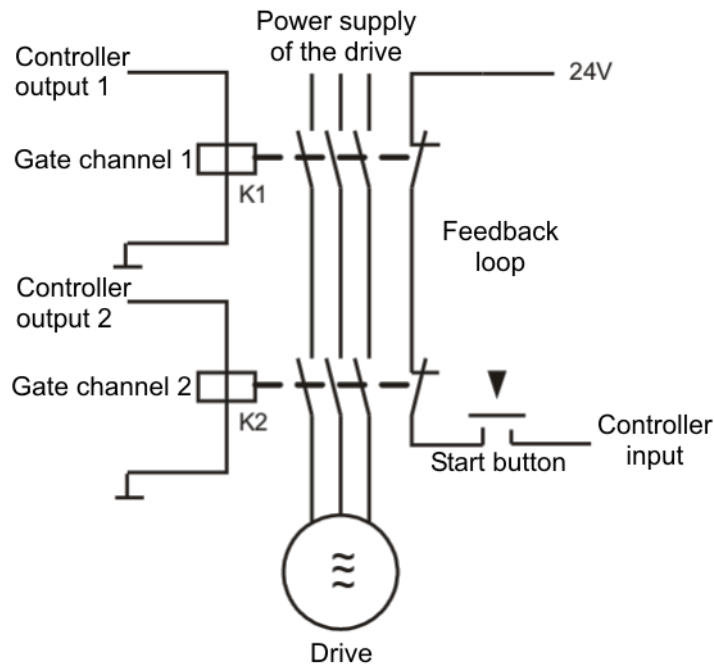 Power supply
of the drive
Controller
output 1
24V
Gate channel 1
K1
Feedback
loop
Controller
output 2
Gate channel 2
K2
Controller
input
Start button
≈
Drive